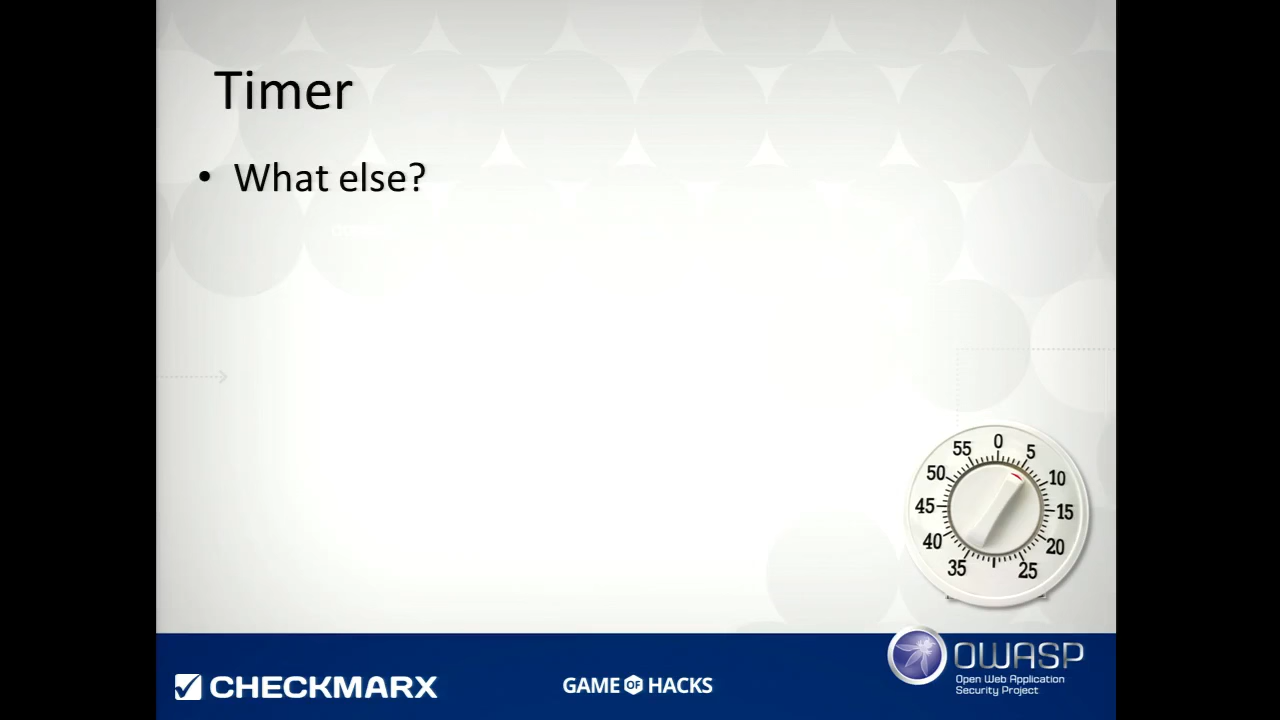 Timer
• What else?
0
55 5
50 10
45 15
40 20
35 25
CHECKMARX
GAME OF HACKS
OWASP
Open Web Application
Security Project